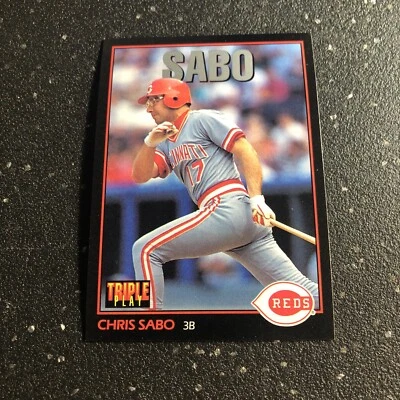 SABO
CINCINNATI
17
TRIPLE
PLAY
REDS
CHRIS SABO 3B